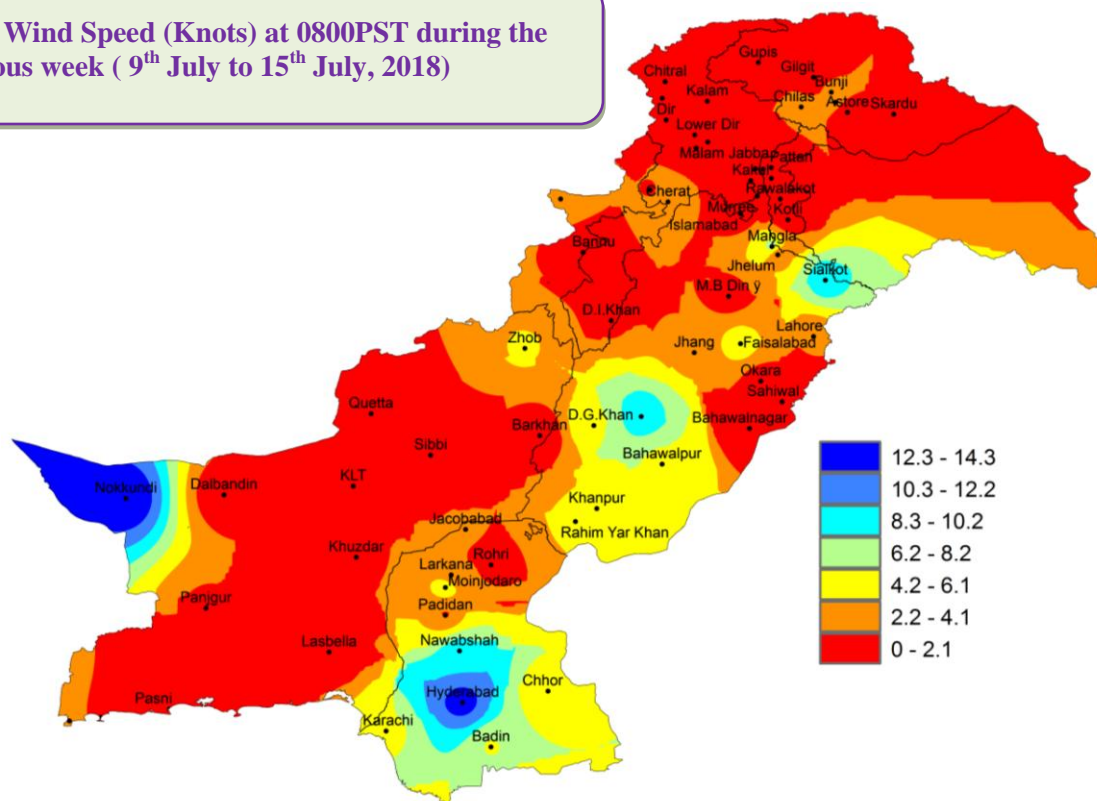 Wind Speed (Knots) at 0800PST during the
ous week ( 9th July to 15th July, 2018)
Gupis
Gilgit
Bunji
Chitral
Kalam
Chilas
Astore Skardu
Dir
Lower Dir
Malam Jabba
Pattan
Kakul
Cherat
Rawalakot
Murree
Kotli
Islamabad
Mangla
Bannu
Jhelum
Sialkot
M.B Din ÿ
D.I.Khan
Lahore
Zhob
Jhang
Faisalabad
Okara
Sahiwal
Quetta
D.G.Khan
Bahawalnagar
Barkhan
Sibbi
Bahawalpur
Nokkundi
Dalbandin
KLT
Khanpur
Jacobabad
Rahim Yar Khan
Khuzdar
Rohri
Larkana
Moinjodaro
Panjgur
Padidan
Lasbella
Nawabshah
Chhor
Pasni
Hyderabad
Karachi
Badin
12.3 - 14.3
10.3 - 12.2
8.3 - 10.2
6.2 - 8.2
4.2 - 6.1
2.2 - 4.1
0 - 2.1